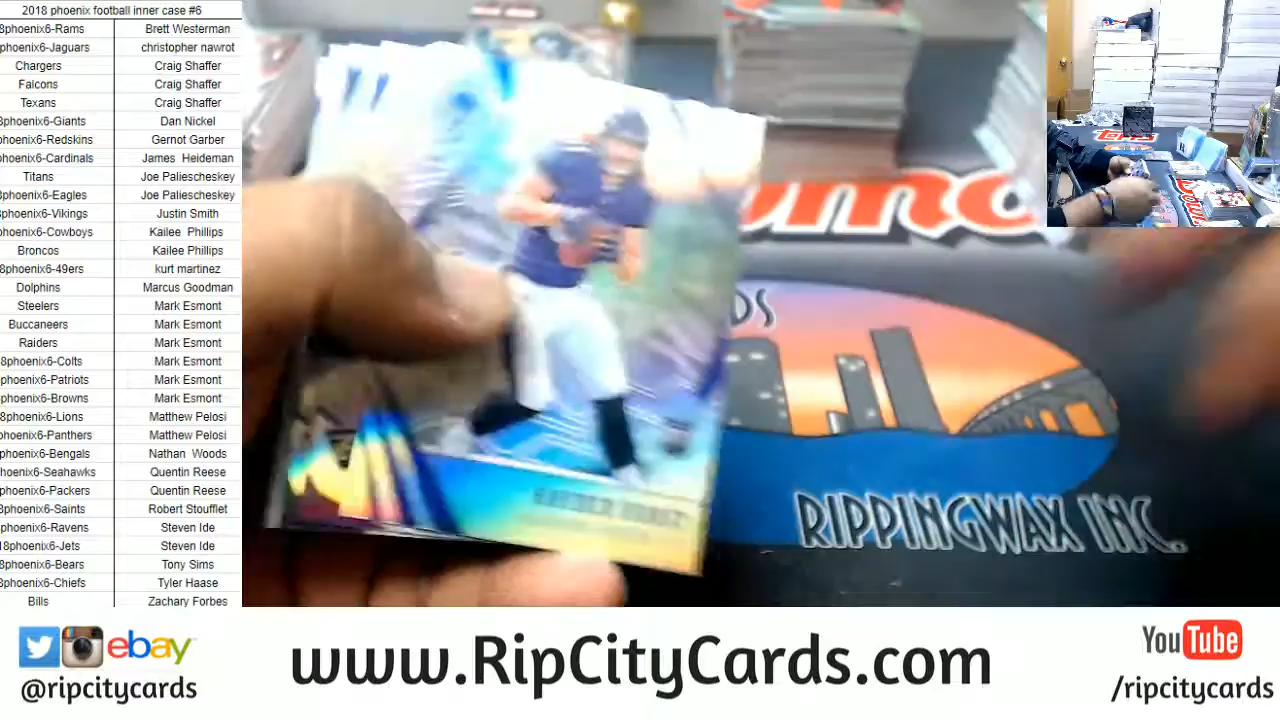 2018 phoenix football inner case #6
8phoenix6-Rams Brett Westerman
phoenix6-Jaguars christopher nawrot
Chargers Craig Shaffer
Falcons Craig Shaffer
Texans Craig Shaffer
8phoenix6-Giants Dan Nickel
phoenix6-Redskins Gernot Garber
phoenix6-Cardinals James Heideman
Titans Joe Paliescheskey
8phoenix6-Eagles Joe Paliescheskey
phoenix6-Vikings Justin Smith
phoenix6-Cowboys Kailee Phillips
Broncos Kailee Phillips
8phoenix6-49ers kurt martinez
Dolphins Marcus Goodman
Steelers Mark Esmont
Buccaneers Mark Esmont
Raiders Mark Esmont
8phoenix6-Colts Mark Esmont
phoenix6-Patriots Mark Esmont
phoenix6-Browns Mark Esmont
8phoenix6-Lions Matthew Pelosi
phoenix6-Panthers Matthew Pelosi
phoenix6-Bengals Nathan Woods
hoenix6-Seahawks Quentin Reese
phoenix6-Packers Quentin Reese
8phoenix6-Saints Robert Stoufflet
phoenix6-Ravens Steven Ide
18phoenix6-Jets Steven Ide
8phoenix6-Bears Tony Sims
8phoenix6-Chiefs Tyler Haase
Bills Zachary Forbes
DS
RIPPINGWAX INC.
ebay
@ripcitycards
www.RipCityCards.com
YouTube
/ripcitycards